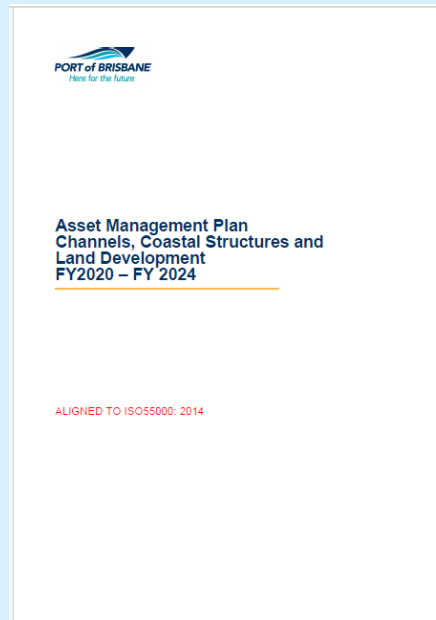 PORT of BRISBANE
Here for the future
Asset Management Plan
Channels, Coastal Structures and
Land Development
FY2020 – FY 2024
ALIGNED TO ISO55000: 2014